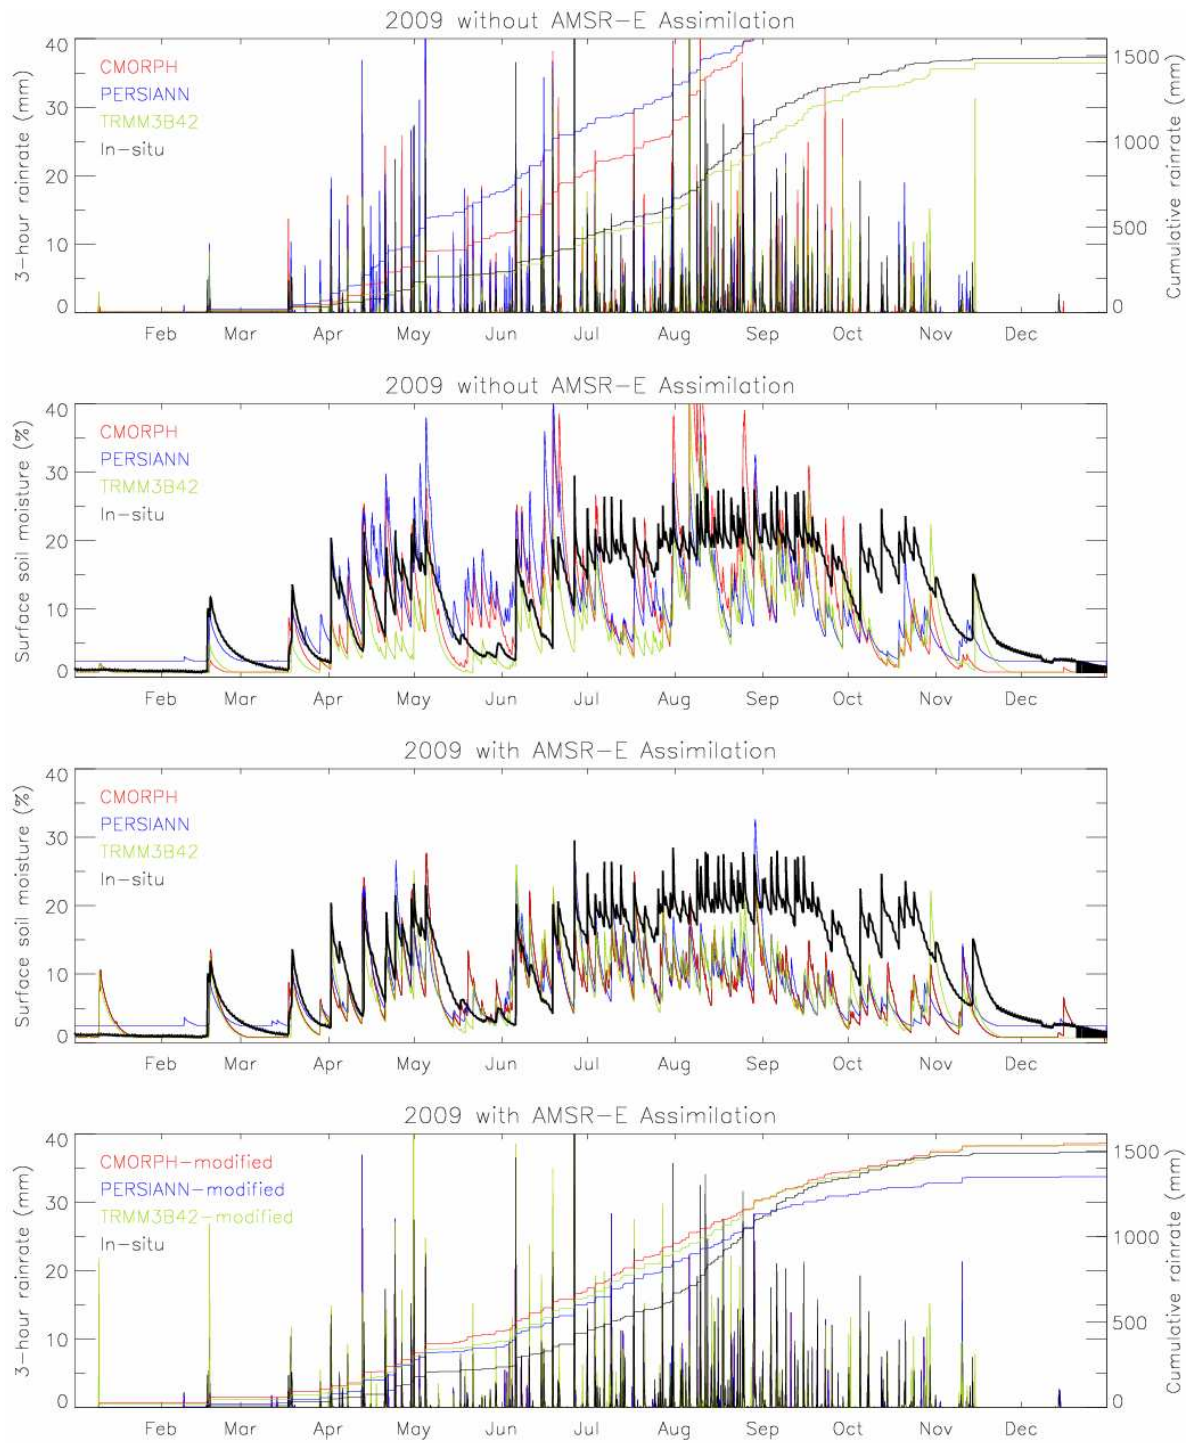 2009 without AMSR-E Assimilation
3-hour rainrate (mm)
40
30
20
10
0
CMORPH
PERSIANN
TRMM3B42
In-situ
1500
1000
500
0
Cumulative rainrate (mm)
Feb Mar Apr May Jun Jul Aug Sep Oct Nov Dec
2009 without AMSR-E Assimilation
Surface soil moisture (%)
40
30
20
10
0
CMORPH
PERSIANN
TRMM3B42
In-situ
Feb Mar Apr May Jun Jul Aug Sep Oct Nov Dec
2009 with AMSR-E Assimilation
Surface soil moisture (%)
40
30
20
10
0
CMORPH
PERSIANN
TRMM3B42
In-situ
Feb Mar Apr May Jun Jul Aug Sep Oct Nov Dec
2009 with AMSR-E Assimilation
3-hour rainrate (mm)
40
30
20
10
0
CMORPH-modified
PERSIANN-modified
TRMM3B42-modified
In-situ
1500
1000
500
0
Cumulative rainrate (mm)
Feb Mar Apr May Jun Jul Aug Sep Oct Nov Dec